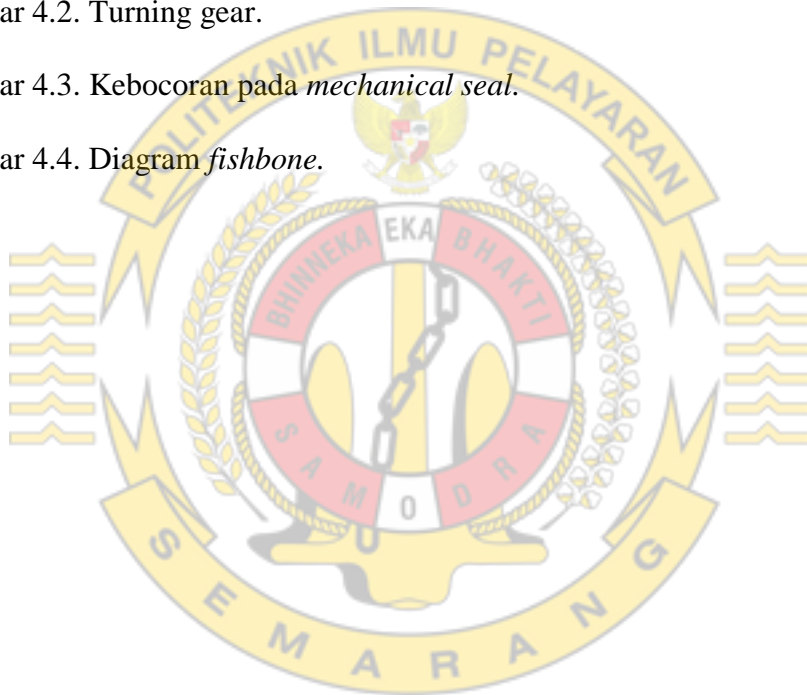 ar 4.2. Turning gear.
ar 4.3. Kebocoran pada mechanical seal.
ar 4.4. Diagram fishbone.
POLITEKNIK ILMU PELAYARAN
BHINNEKA EKA BHAKTI
SAMODRA
SEMARANG